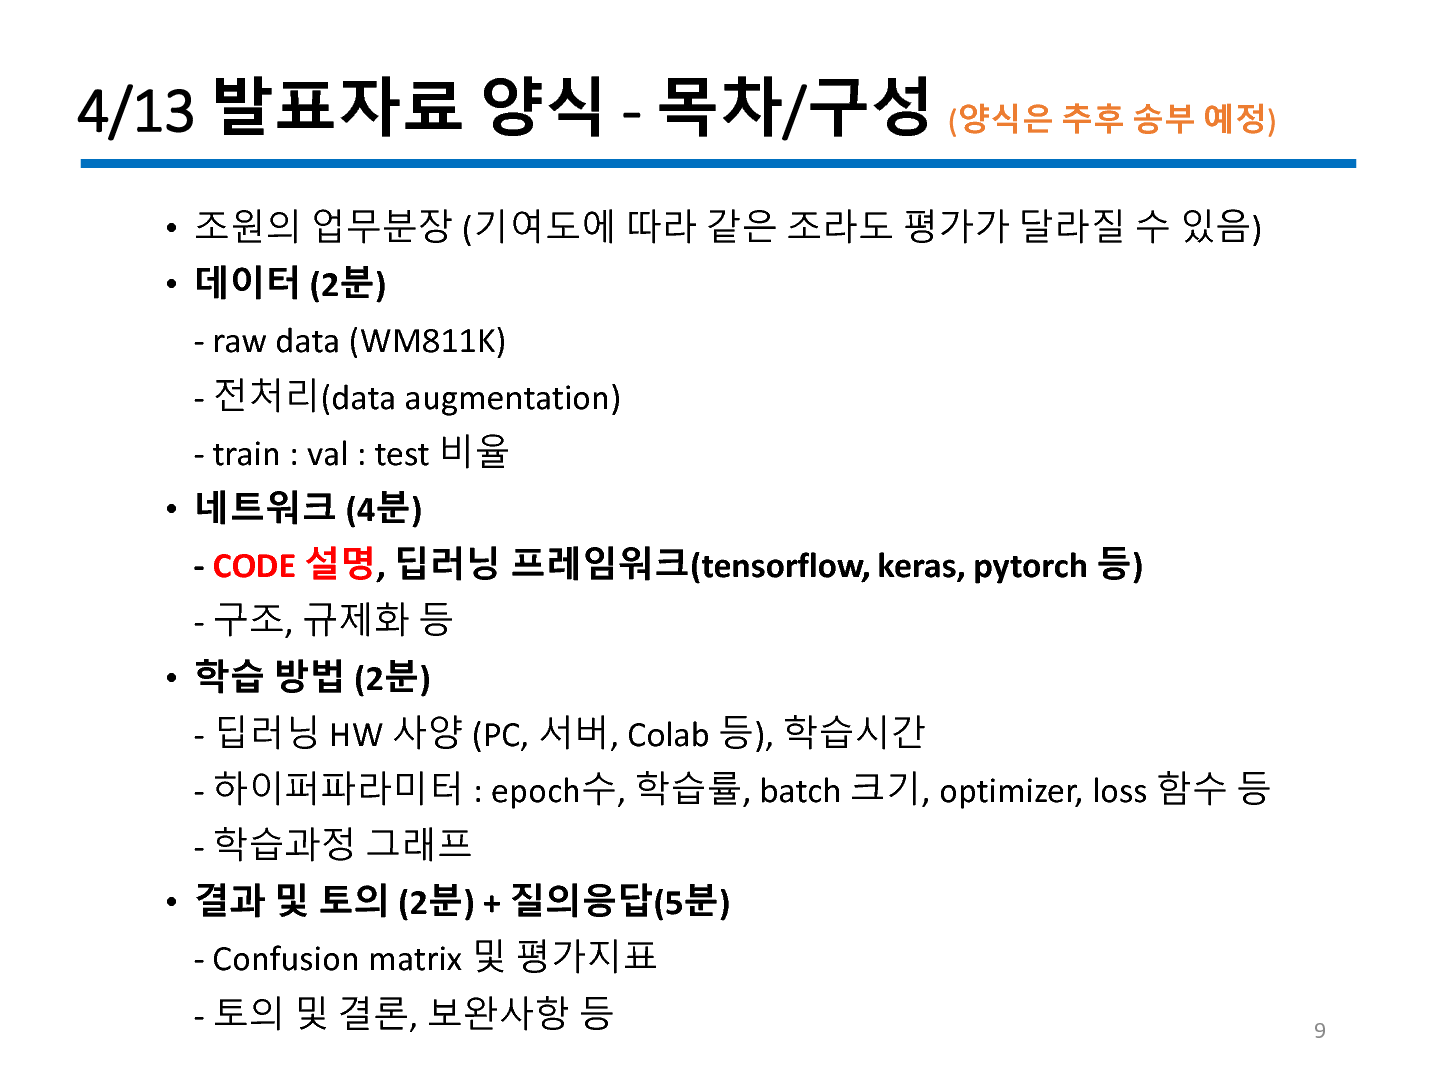 4/13 발표자료 양식 - 목차/구성 (양식은 추후 송부 예정)
• 조원의 업무분장 (기여도에 따라 같은 조라도 평가가 달라질 수 있음)
• 데이터 (2분)
- raw data (WM811K)
- 전처리(data augmentation)
- train : val : test 비율
• 네트워크 (4분)
- CODE 설명, 딥러닝 프레임워크(tensorflow, keras, pytorch 등)
- 구조, 규제화 등
• 학습 방법 (2분)
- 딥러닝 HW 사양 (PC, 서버, Colab 등), 학습시간
- 하이퍼파라미터 : epoch수, 학습률, batch 크기, optimizer, loss 함수 등
- 학습과정 그래프
• 결과 및 토의 (2분) + 질의응답(5분)
- Confusion matrix 및 평가지표
- 토의 및 결론, 보완사항 등
9